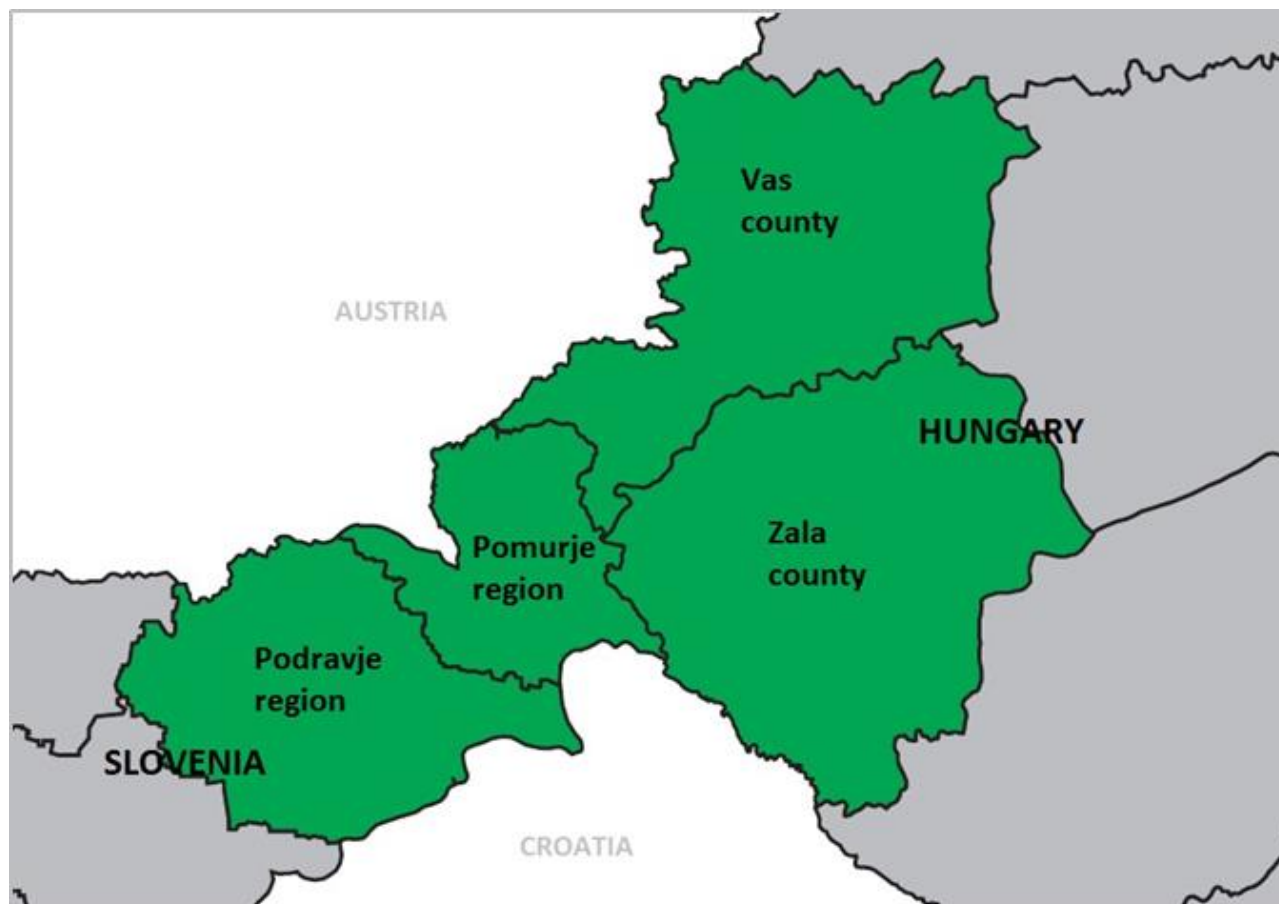 Vas
county
AUSTRIA
HUNGARY
Zala
county
Pomurje
region
Podravje
region
SLOVENIA
CROATIA